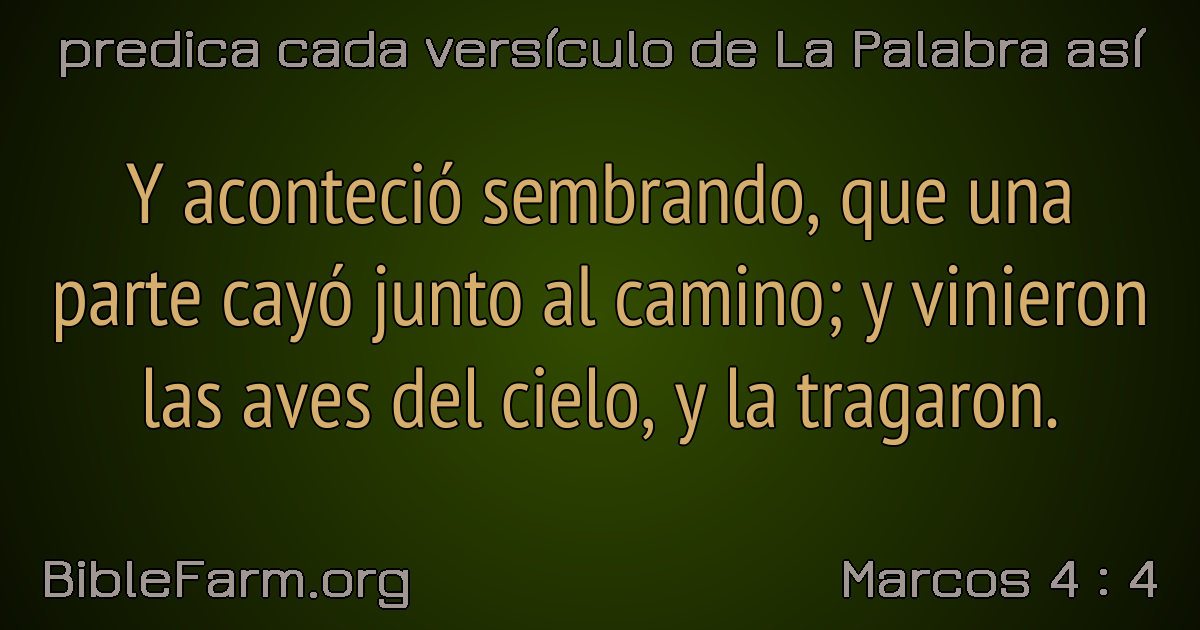 predica cada versículo de La Palabra así
Y aconteció sembrando, que una
parte cayó junto al camino; y vinieron
las aves del cielo, y la tragaron.
BibleFarm.org
Marcos 4 : 4